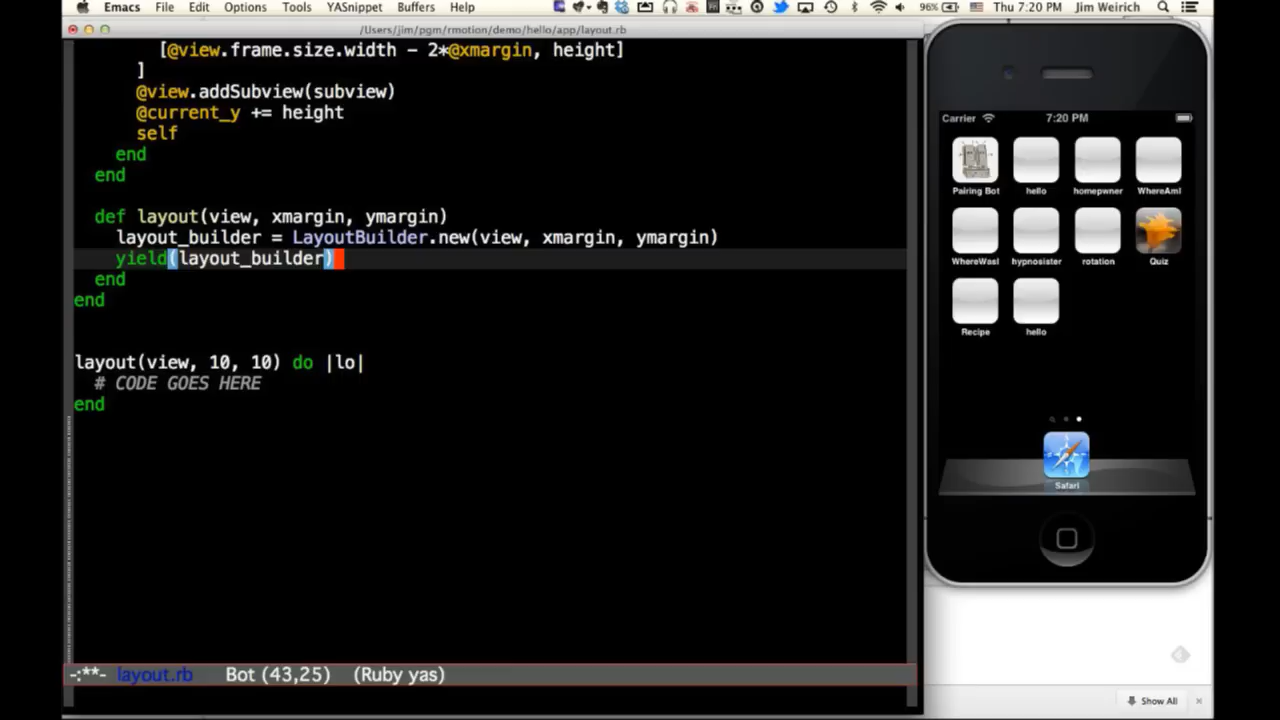 Emacs File Edit Options Tools YASnippet Buffers Help 96% Thu 7:20 PM Jim Weirich
/Users/jim/pgm/rmotion/demo/hello/app/layout.rb
[@view.frame.size.width - 2*@xmargin, height]
]
@view.addSubview(subview)
@current_y += height
self
end
end
def layout(view, xmargin, ymargin)
layout_builder = LayoutBuilder.new(view, xmargin, ymargin)
yield(layout_builder)
end
end
layout(view, 10, 10) do |lo|
# CODE GOES HERE
end
-:**- layout.rb Bot (43,25) (Ruby yas)
Carrier 7:20 PM
Pairing Bot hello homepwner WhereAmI
WhereWasI hypnosister rotation Quiz
Recipe hello
Safari
Show All